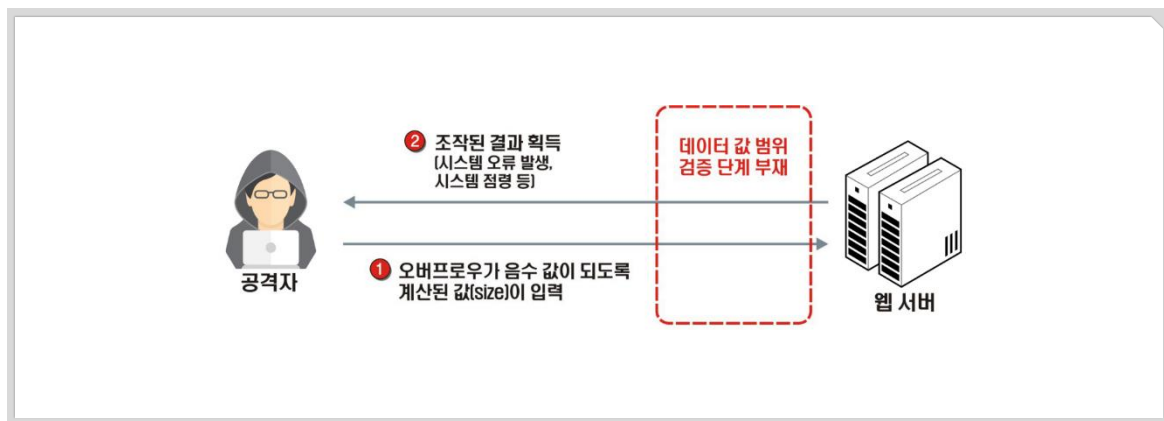 2 조작된 결과 획득
(시스템 오류 발생,
시스템 점령 등)
데이터 값 범위
검증 단계 부재
공격자
1 오버프로우가 음수 값이 되도록
계산된 값(size)이 입력
웹 서버